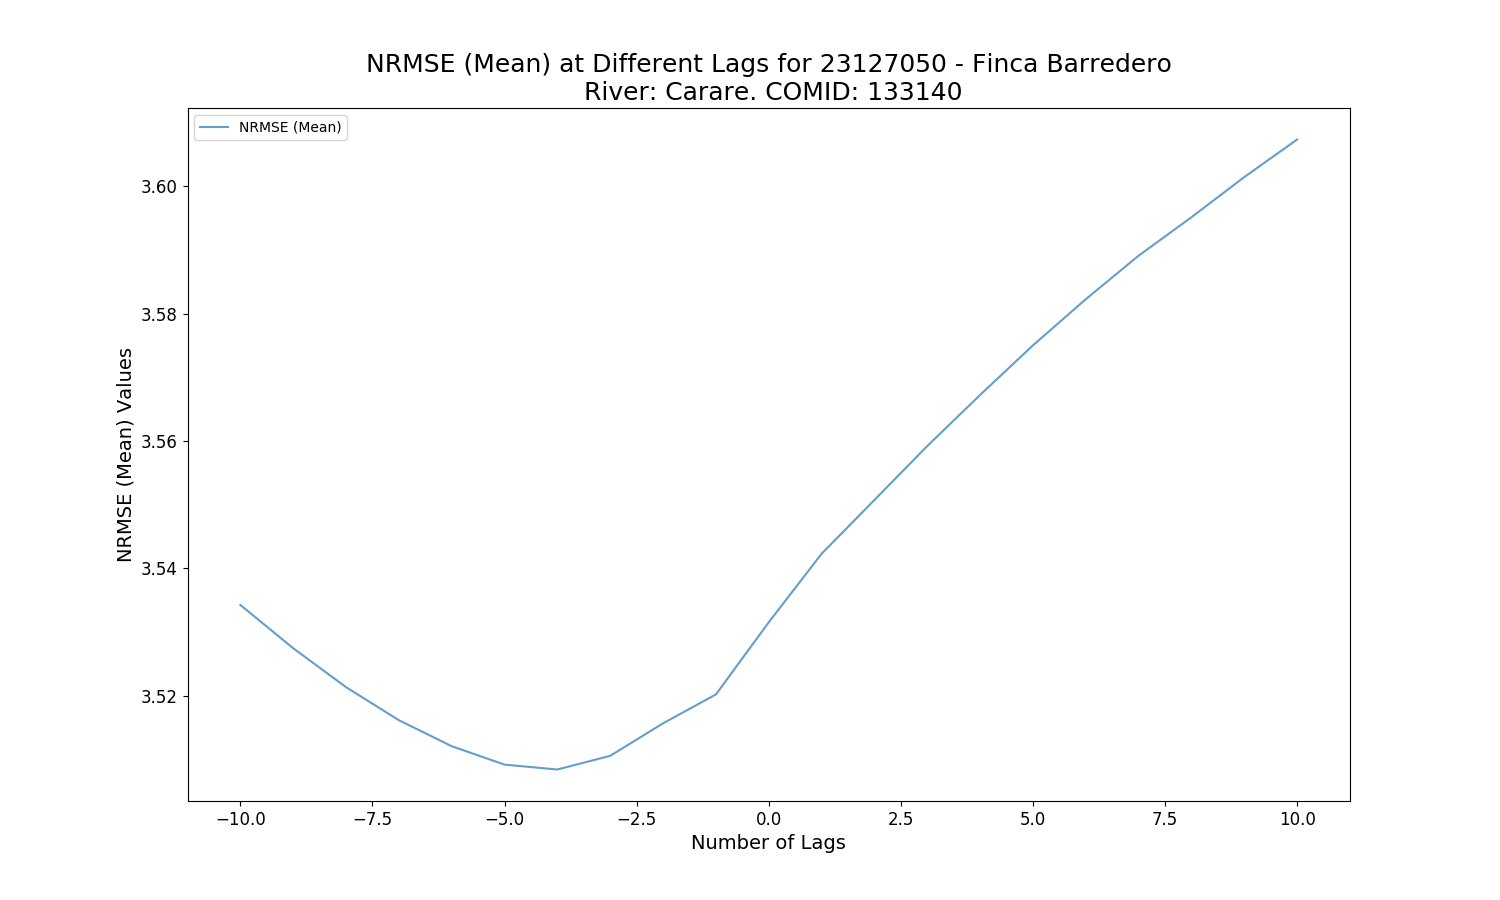 NRMSE (Mean) at Different Lags for 23127050 - Finca Barredero
River: Carare. COMID: 133140
NRMSE (Mean)
3.60
3.58
3.56
3.54
3.52
NRMSE (Mean) Values
−10.0
−7.5
−5.0
−2.5
0.0
2.5
5.0
7.5
10.0
Number of Lags